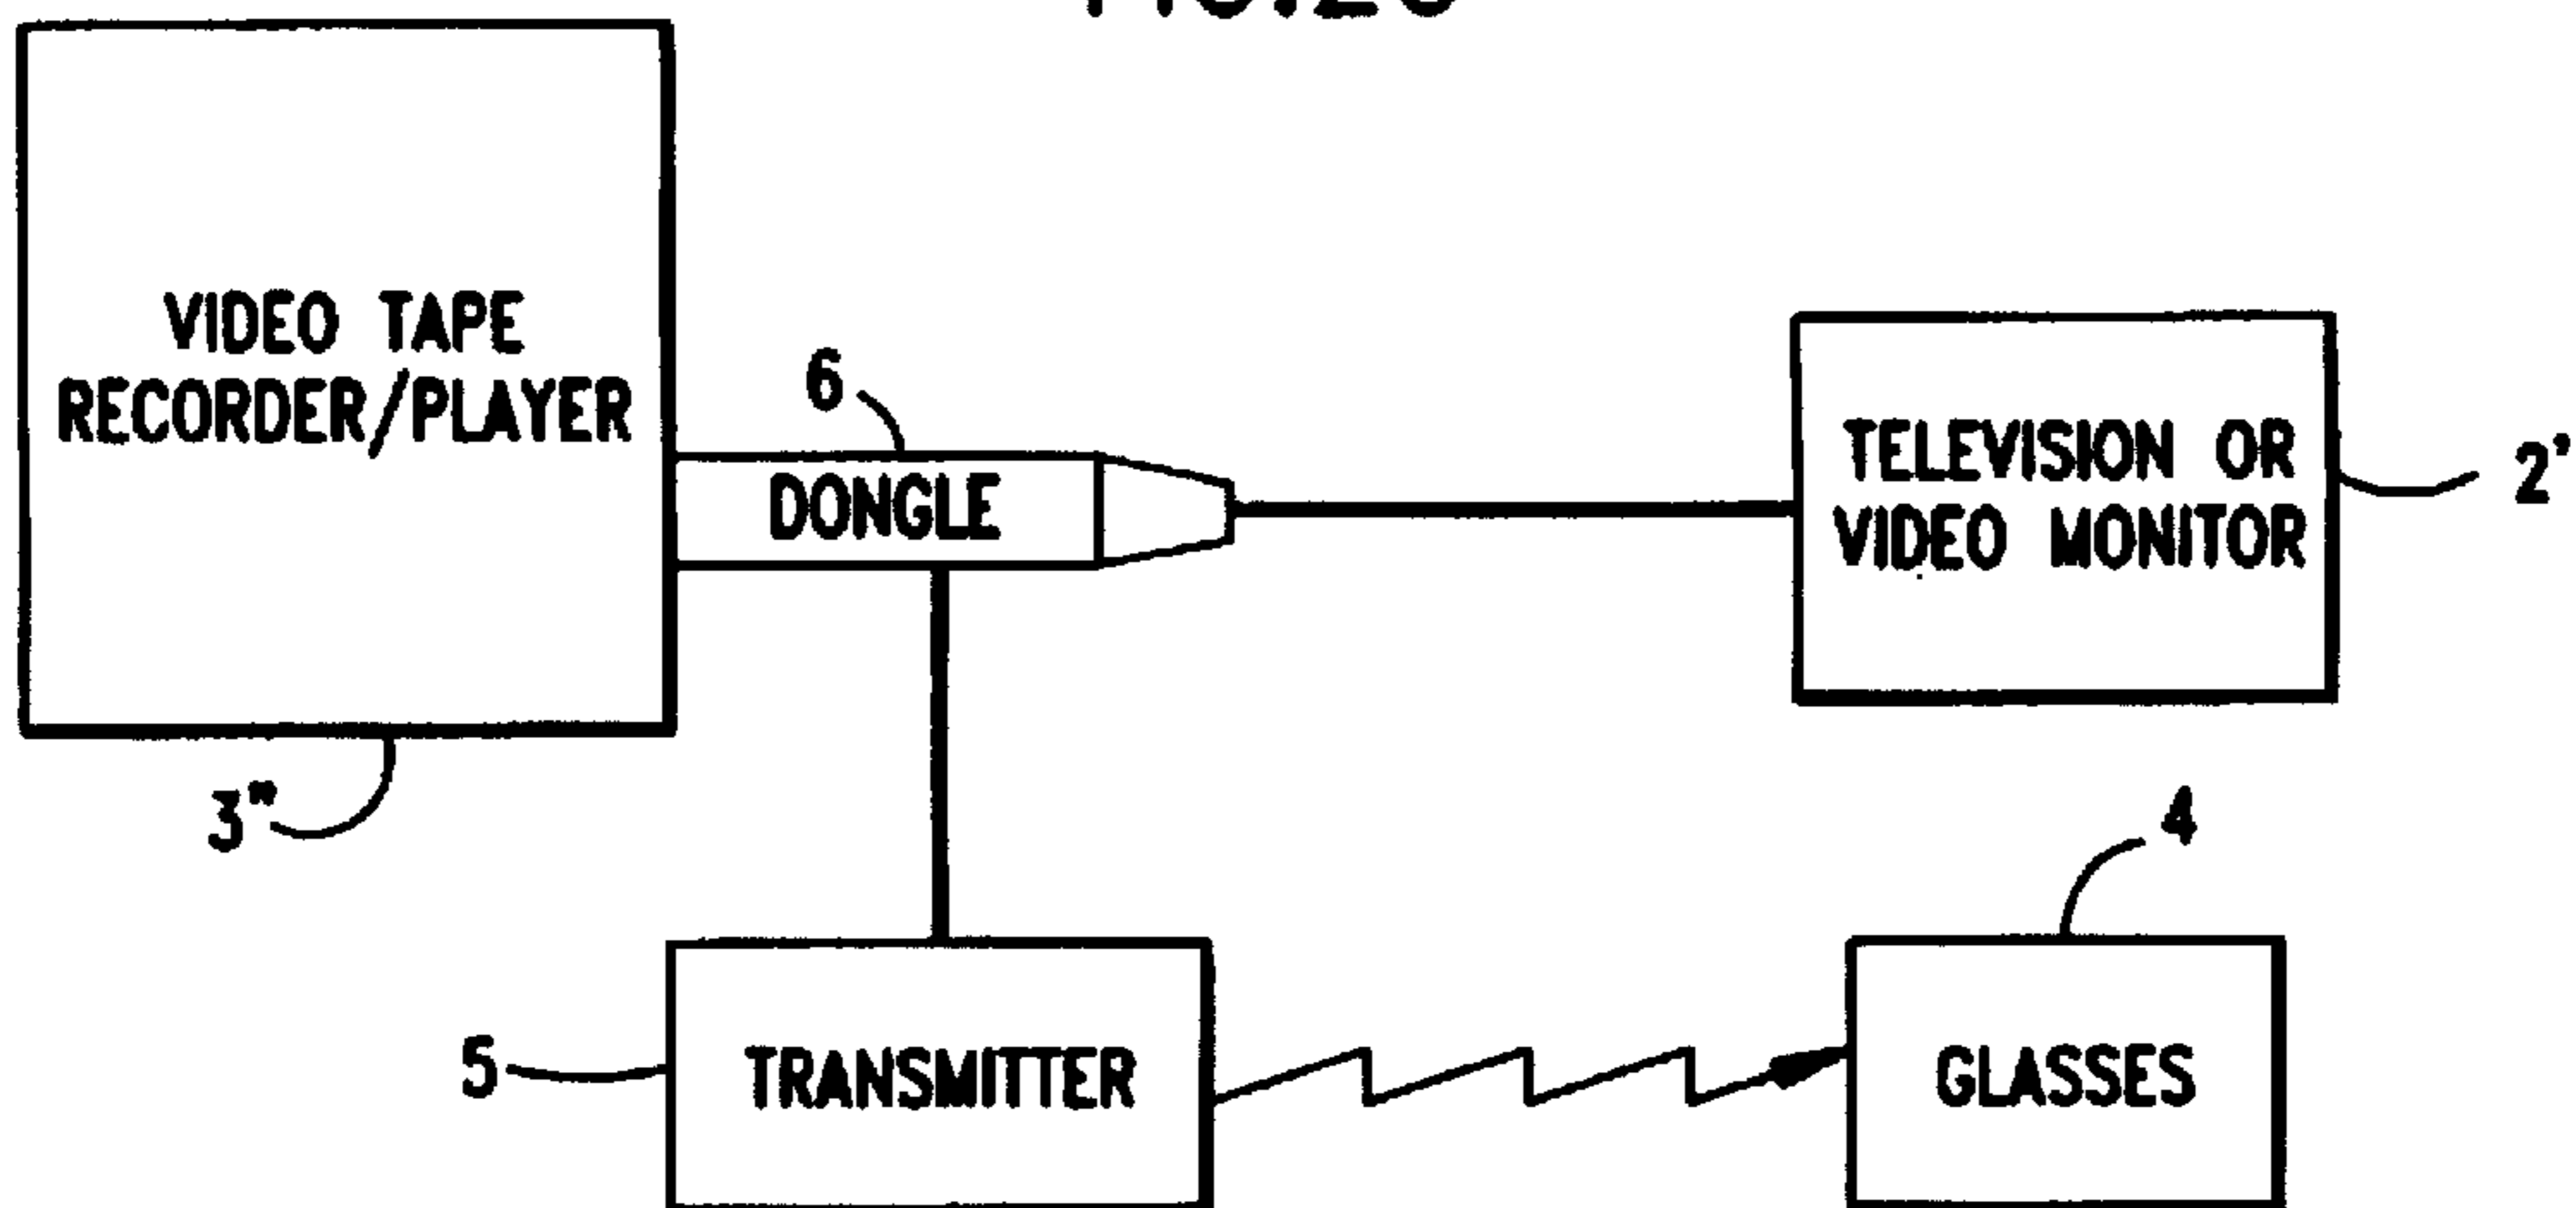 VIDEO TAPE
RECORDER/PLAYER
6
DONGLE
TELEVISION OR
VIDEO MONITOR
2'
3"
4
5
TRANSMITTER
GLASSES